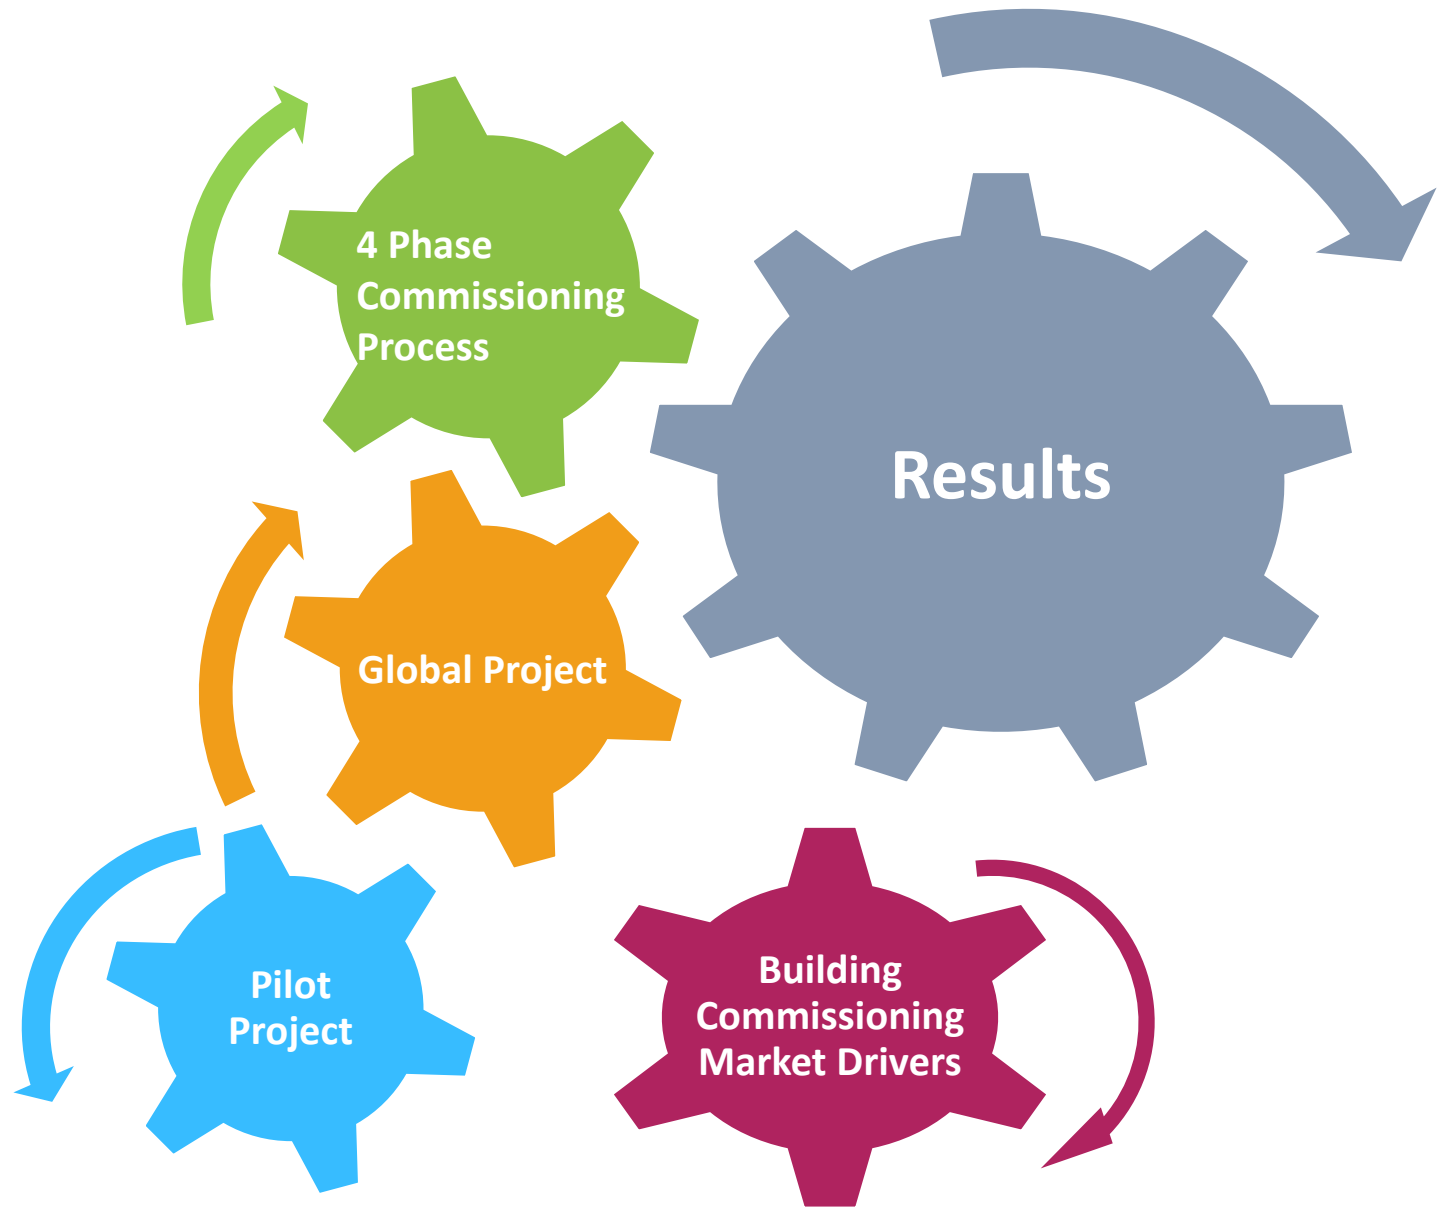 4 Phase
Commissioning
Process
Results
Global Project
Pilot
Project
Building
Commissioning
Market Drivers